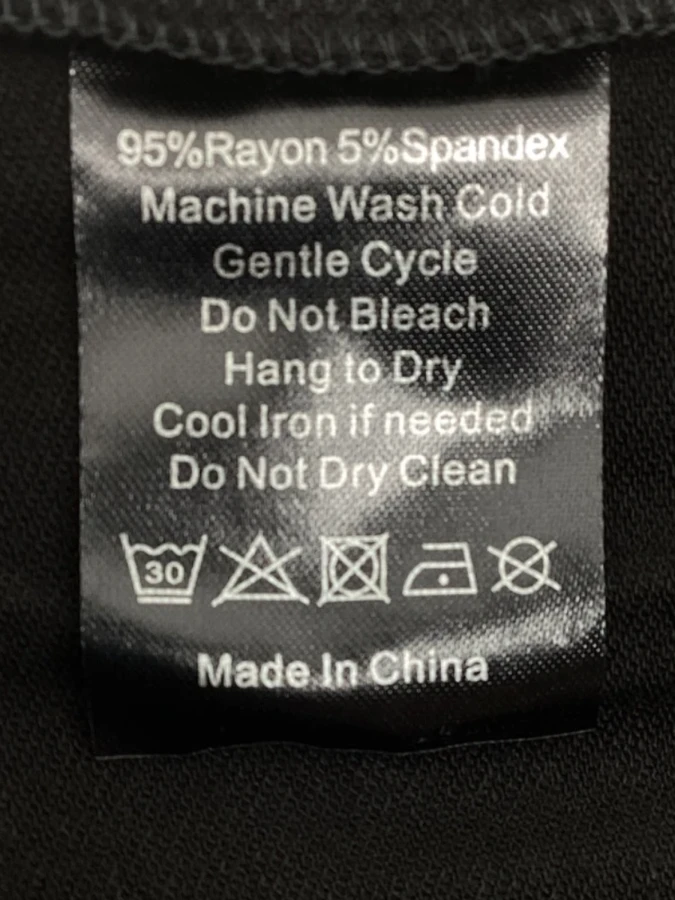 95%Rayon 5%Spandex
Machine Wash Cold
Gentle Cycle
Do Not Bleach
Hang to Dry
Cool Iron if needed
Do Not Dry Clean
30
Made In China